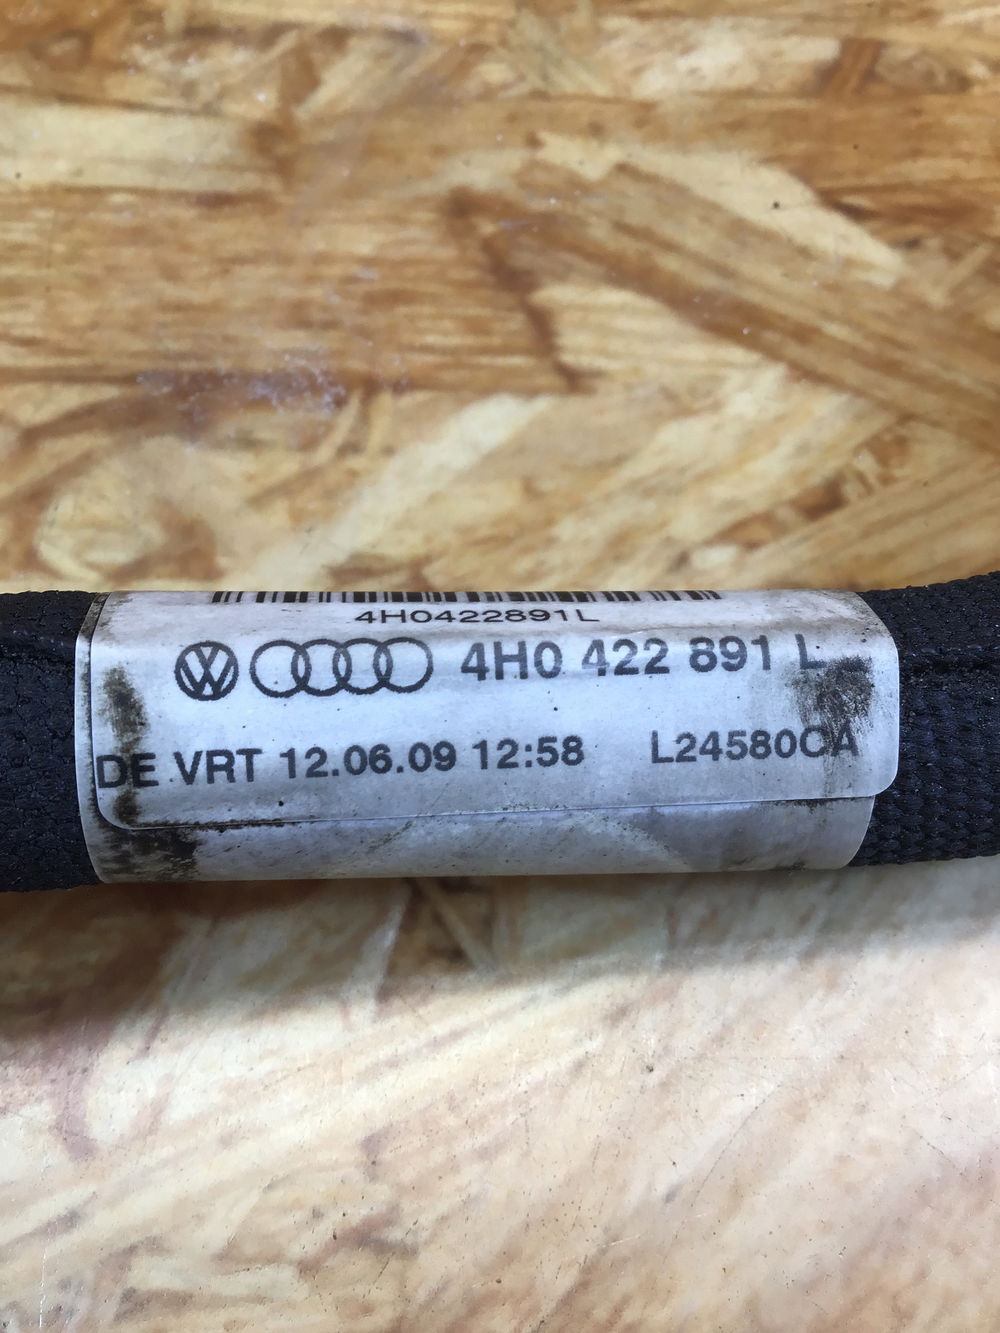 4H0422891L
4H0 422 891 L
DE VRT 12.06.09 12:58 L24580CA